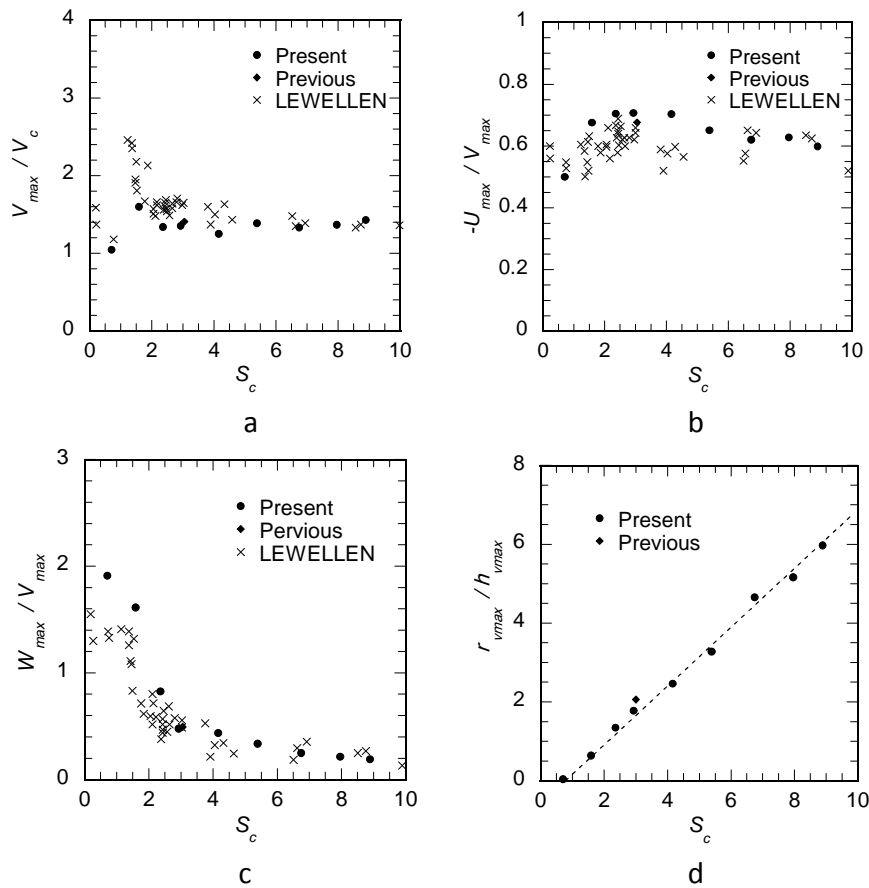 4
3
2
1
0
0 2 4 6 8 10
V_max / V_c
S_c
Present
Previous
LEWELLEN
a
1
0.8
0.6
0.4
0.2
0
0 2 4 6 8 10
-U_max / V_max
S_c
Present
Previous
LEWELLEN
b
3
2
1
0
0 2 4 6 8 10
W_max / V_max
S_c
Present
Pervious
LEWELLEN
c
8
6
4
2
0
0 2 4 6 8 10
r_vmax / h_vmax
S_c
Present
Previous
d